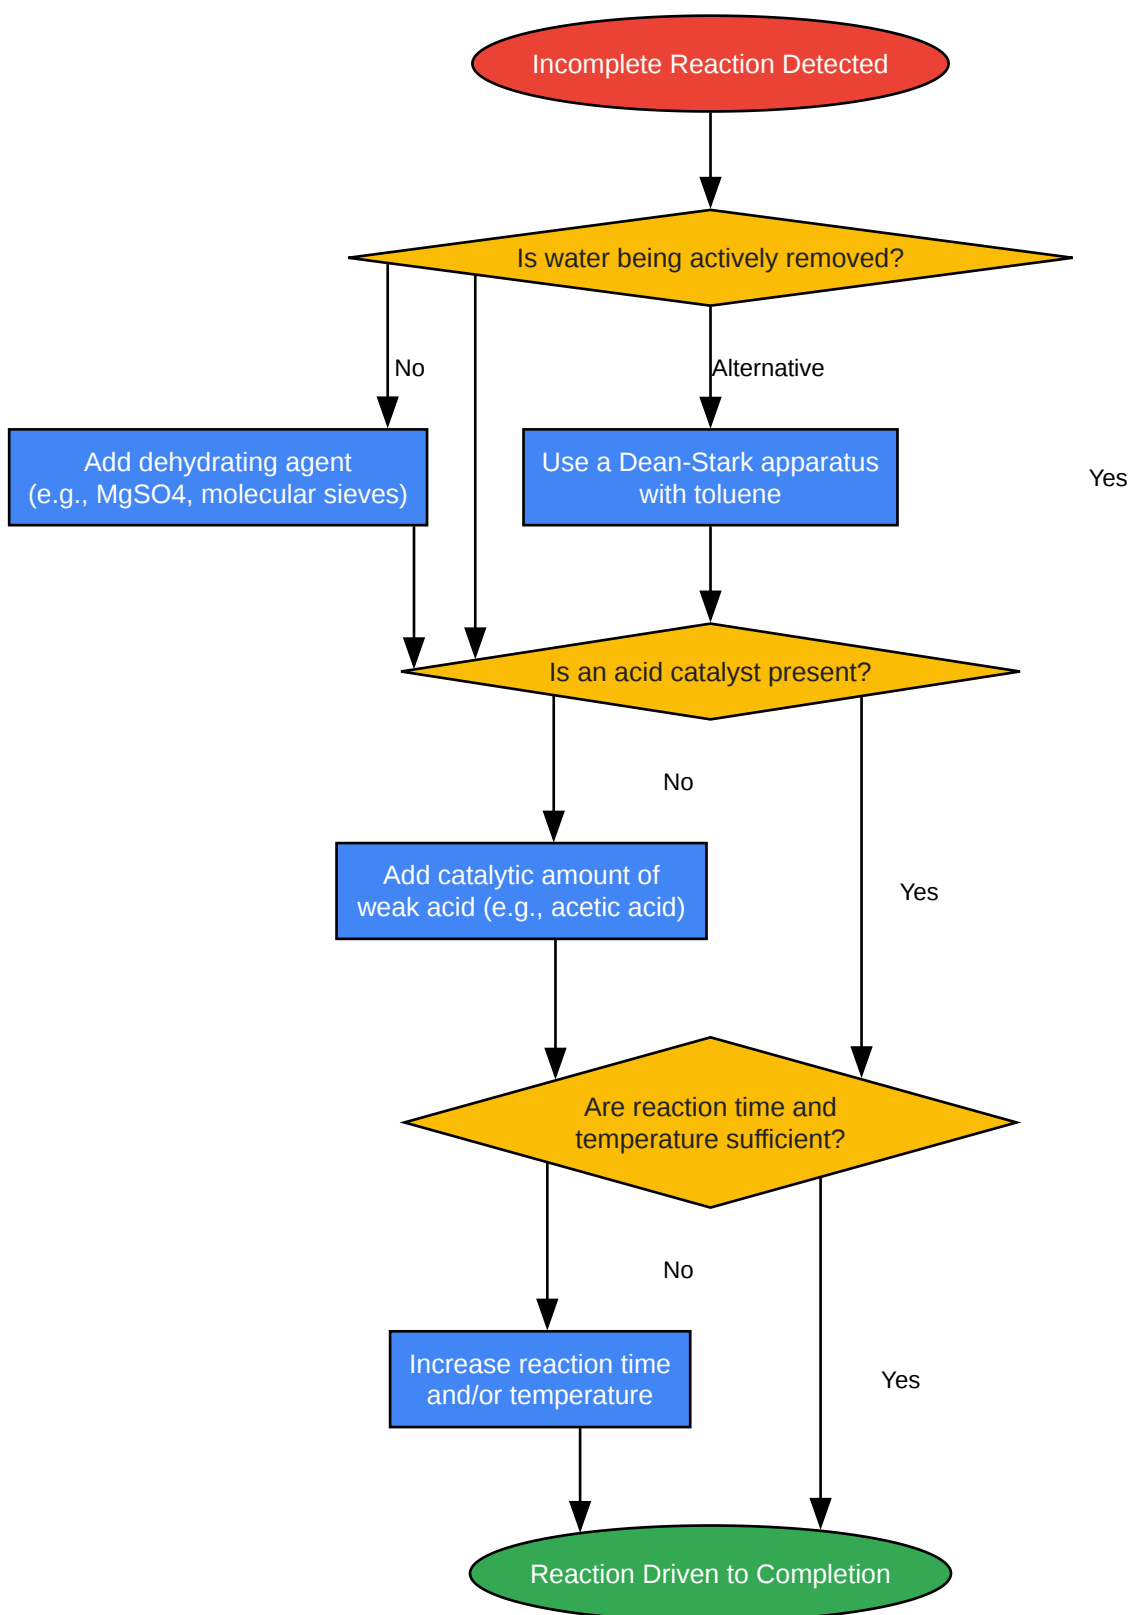 Incomplete Reaction Detected
Is water being actively removed?
No
Alternative
Add dehydrating agent
(e.g., MgSO4, molecular sieves)
Use a Dean-Stark apparatus
with toluene
Yes
Is an acid catalyst present?
No
Add catalytic amount of
weak acid (e.g., acetic acid)
Yes
Are reaction time and
temperature sufficient?
No
Increase reaction time
and/or temperature
Yes
Reaction Driven to Completion